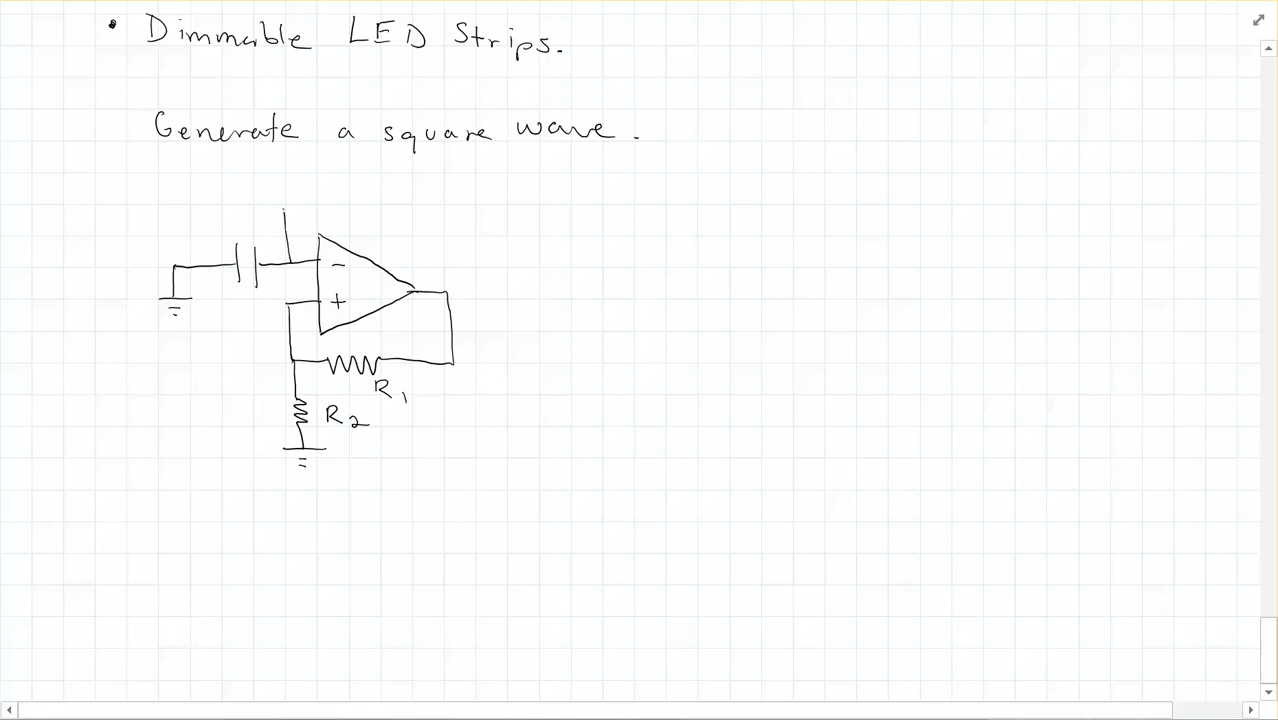 • Dimmable LED Strips.
Generate a square wave.
−
+
R1
R2